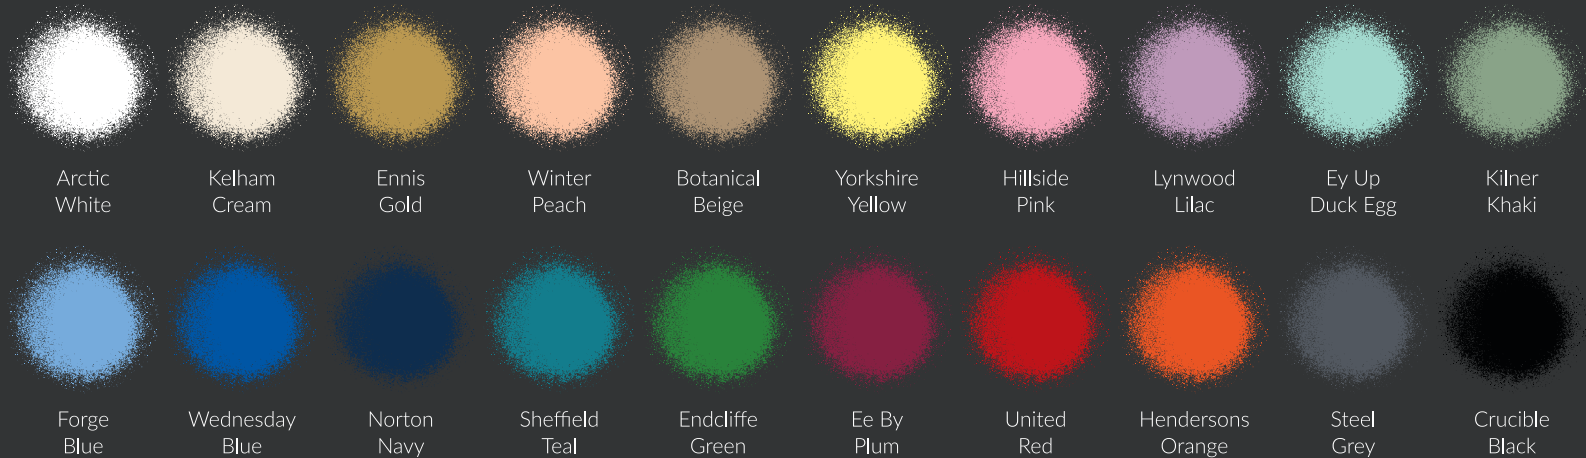 Arctic
White
Kelham
Cream
Ennis
Gold
Winter
Peach
Botanical
Beige
Yorkshire
Yellow
Hillside
Pink
Lynwood
Lilac
Ey Up
Duck Egg
Kilner
Khaki
Forge
Blue
Wednesday
Blue
Norton
Navy
Sheffield
Teal
Endcliffe
Green
Ee By
Plum
United
Red
Hendersons
Orange
Steel
Grey
Crucible
Black